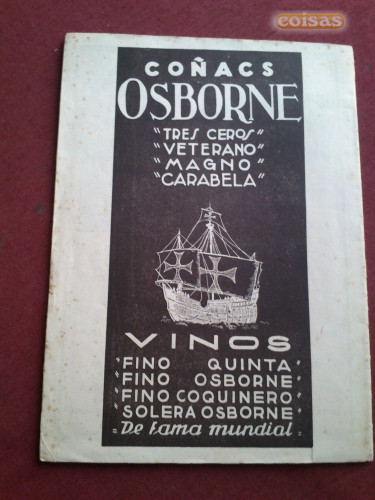 coisas
COÑACS
OSBORNE
"TRES CEROS"
"VETERANO"
"MAGNO"
"CARABELA"
VINOS
"FINO QUINTA"
"FINO OSBORNE"
"FINO COQUINERO"
"SOLERA OSBORNE"
= De fama mundial =